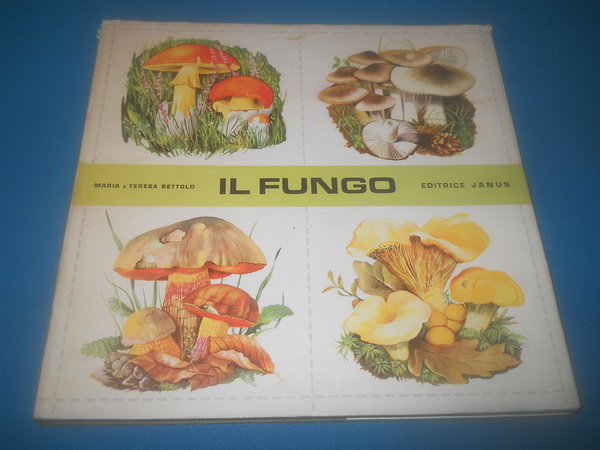 MARIA e TERESA BETTOLO IL FUNGO EDITRICE JANUS